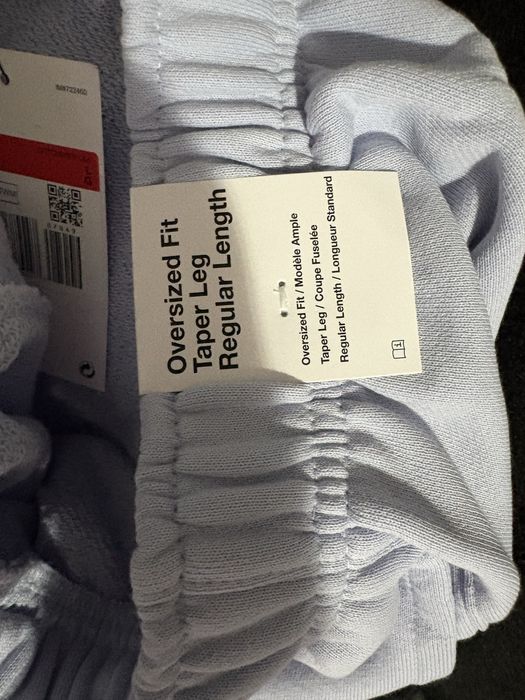 Oversized Fit
Taper Leg
Regular Length
Oversized Fit / Modèle Ample
Taper Leg / Coupe Fuselée
Regular Length / Longueur Standard